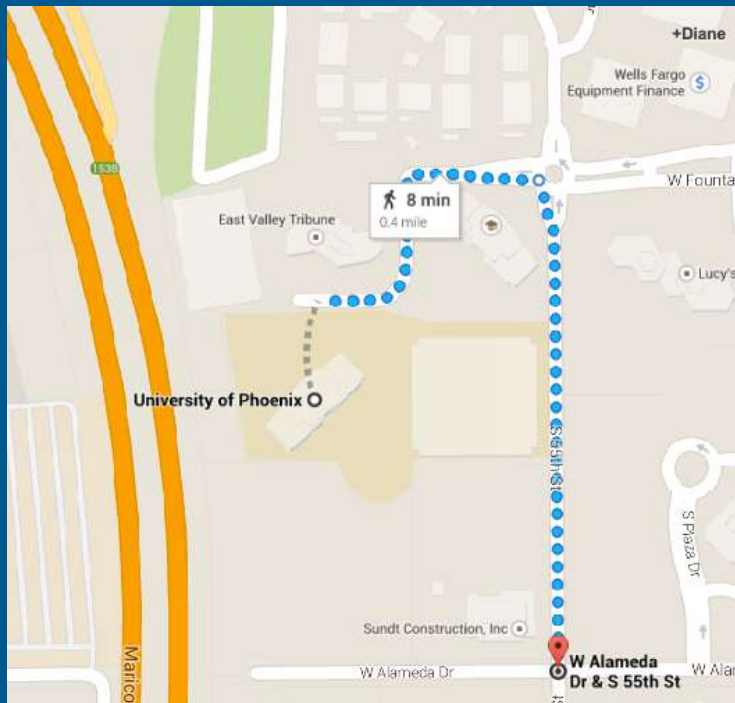 +Diane
Wells Fargo
Equipment Finance
$
1538
W Founta
8 min
0.4 mile
East Valley Tribune
Lucy's
University of Phoenix
S 55th St
S Plaza Dr
Sundt Construction, Inc
W Alameda Dr
W Alameda
Dr & S 55th St
W Alan
Marico